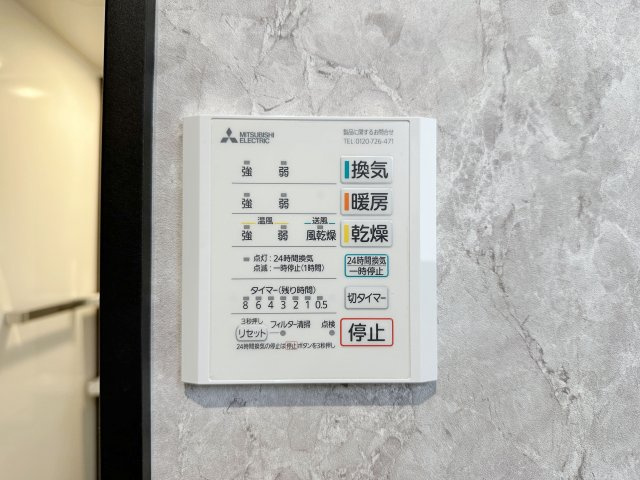 MITSUBISHI
ELECTRIC
製品に関するお問合せ
TEL:0120-726-471
強 弱 換気
強 弱 暖房
温風 送風
強 弱 風乾燥 乾燥
点灯:24時間換気
点滅:一時停止(1時間)
24時間換気
一時停止
タイマー(残り時間)
8 6 4 3 2 1 0.5
切タイマー
3秒押し
リセット フィルター清掃 点検
停止
24時間換気の停止は停止ボタンを3秒押し